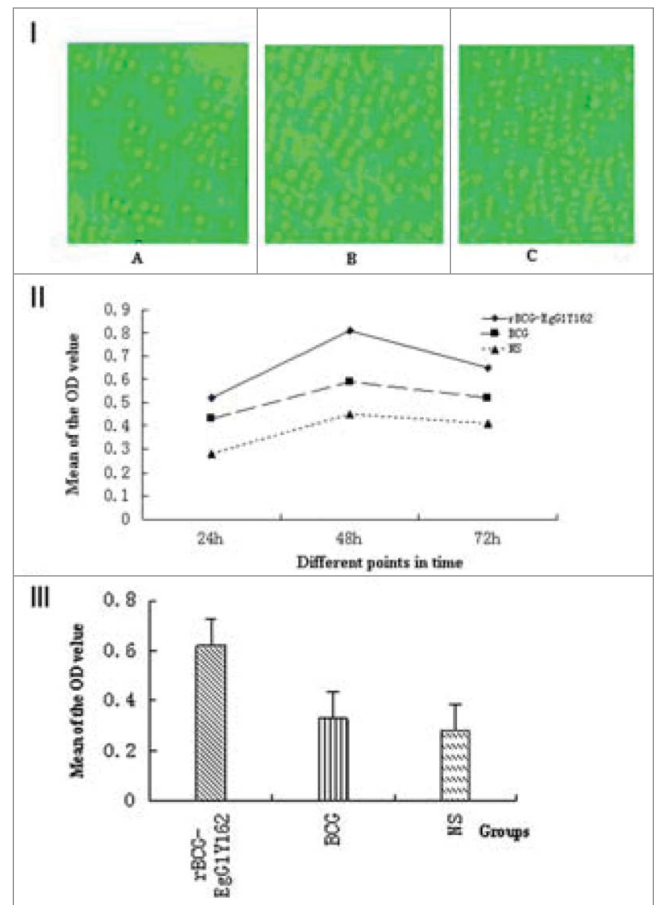 I
A
B
C
II
Mean of the OD velue
0.9
0.8
0.7
0.6
0.5
0.4
0.3
0.2
0.1
0
rBCG-EgG1Y162
BCG
NS
24h
48h
72h
Different points in time
III
Mean of the OD velue
0.8
0.6
0.4
0.2
0
rBCG-
EgG1Y162
BCG
NS
Groups